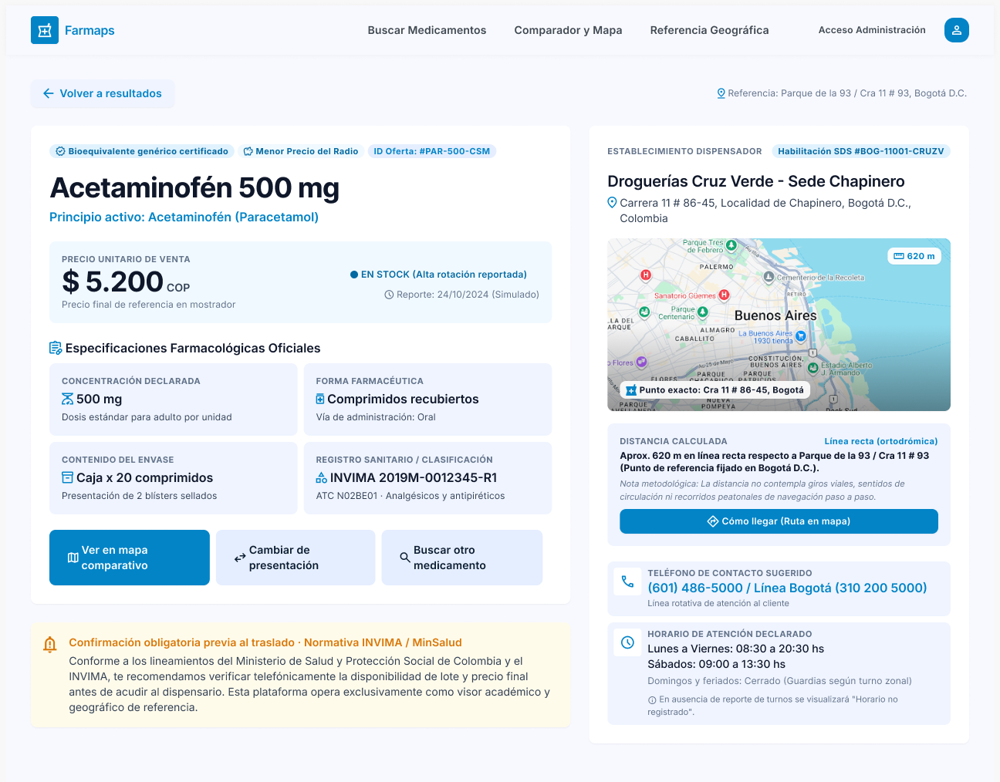 Farmaps
Buscar Medicamentos
Comparador y Mapa
Referencia Geográfica
Acceso Administración
Volver a resultados
Referencia: Parque de la 93 / Cra 11 # 93, Bogotá D.C.
Bioequivalente genérico certificado
Menor Precio del Radio
ID Oferta: #PAR-500-CSM
Acetaminofén 500 mg
Principio activo: Acetaminofén (Paracetamol)
PRECIO UNITARIO DE VENTA
$ 5.200 COP
Precio final de referencia en mostrador
EN STOCK (Alta rotación reportada)
Reporte: 24/10/2024 (Simulado)
Especificaciones Farmacológicas Oficiales
CONCENTRACIÓN DECLARADA
500 mg
Dosis estándar para adulto por unidad
FORMA FARMACÉUTICA
Comprimidos recubiertos
Vía de administración: Oral
CONTENIDO DEL ENVASE
Caja x 20 comprimidos
Presentación de 2 blísters sellados
REGISTRO SANITARIO / CLASIFICACIÓN
INVIMA 2019M-0012345-R1
ATC N02BE01 · Analgésicos y antipiréticos
Ver en mapa
comparativo
Cambiar de
presentación
Buscar otro
medicamento
Confirmación obligatoria previa al traslado · Normativa INVIMA / MinSalud
Conforme a los lineamientos del Ministerio de Salud y Protección Social de Colombia y el
INVIMA, te recomendamos verificar telefónicamente la disponibilidad de lote y precio final
antes de acudir al dispensario. Esta plataforma opera exclusivamente como visor académico y
geográfico de referencia.
ESTABLECIMIENTO DISPENSADOR
Habilitación SDS #BOG-11001-CRUZV
Droguerías Cruz Verde - Sede Chapinero
Carrera 11 # 86-45, Localidad de Chapinero, Bogotá D.C.,
Colombia
Parque Tres
de Febrero
620 m
PALERMO
H
Cementerio de la Recoleta
RETIRO
Sanatorio Güemes
H
Parque
Centenario
Buenos Aires
LLA DEL
PARQUE
ALMAGRO
CABALLITO
La Buenos Aires
1930 tienda
1
o Flores
Au 25 de Mayo
CONSTITUCIÓN,
BUENOS AIRES
Estadio Alberto
J. Armando
FLORES
PARQUE
CHACABUCO
PARQUE
PATRICIOS
Punto exacto: Cra 11 # 86-45, Bogotá
1
PARQUE
AVELLANEDA
NUEVA
POMPEYA
Dock Sud
DISTANCIA CALCULADA
Línea recta (ortodrómica)
Aprox. 620 m en línea recta respecto a Parque de la 93 / Cra 11 # 93
(Punto de referencia fijado en Bogotá D.C.).
Nota metodológica: La distancia no contempla giros viales, sentidos de
circulación ni recorridos peatonales de navegación paso a paso.
Cómo llegar (Ruta en mapa)
TELÉFONO DE CONTACTO SUGERIDO
(601) 486-5000 / Línea Bogotá (310 200 5000)
Línea rotativa de atención al cliente
HORARIO DE ATENCIÓN DECLARADO
Lunes a Viernes: 08:30 a 20:30 hs
Sábados: 09:00 a 13:30 hs
Domingos y feriados: Cerrado (Guardias según turno zonal)
En ausencia de reporte de turnos se visualizará "Horario no
registrado".